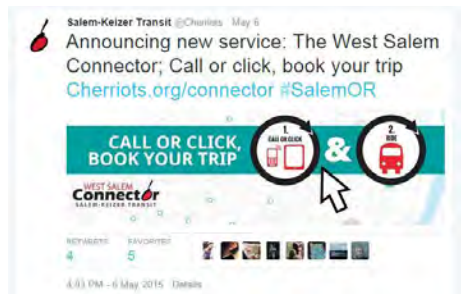 Salem-Keizer Transit @Cherriots May 6
Announcing new service: The West Salem
Connector; Call or click, book your trip
Cherriots.org/connector #SalemOR
CALL OR CLICK,
BOOK YOUR TRIP
1.
CALL OR CLICK
&
2.
RIDE
WEST SALEM
Connector
SALEM-KEIZER TRANSIT
RETWEETS FAVORITES
4 5
4:03 PM - 6 May 2015 Details